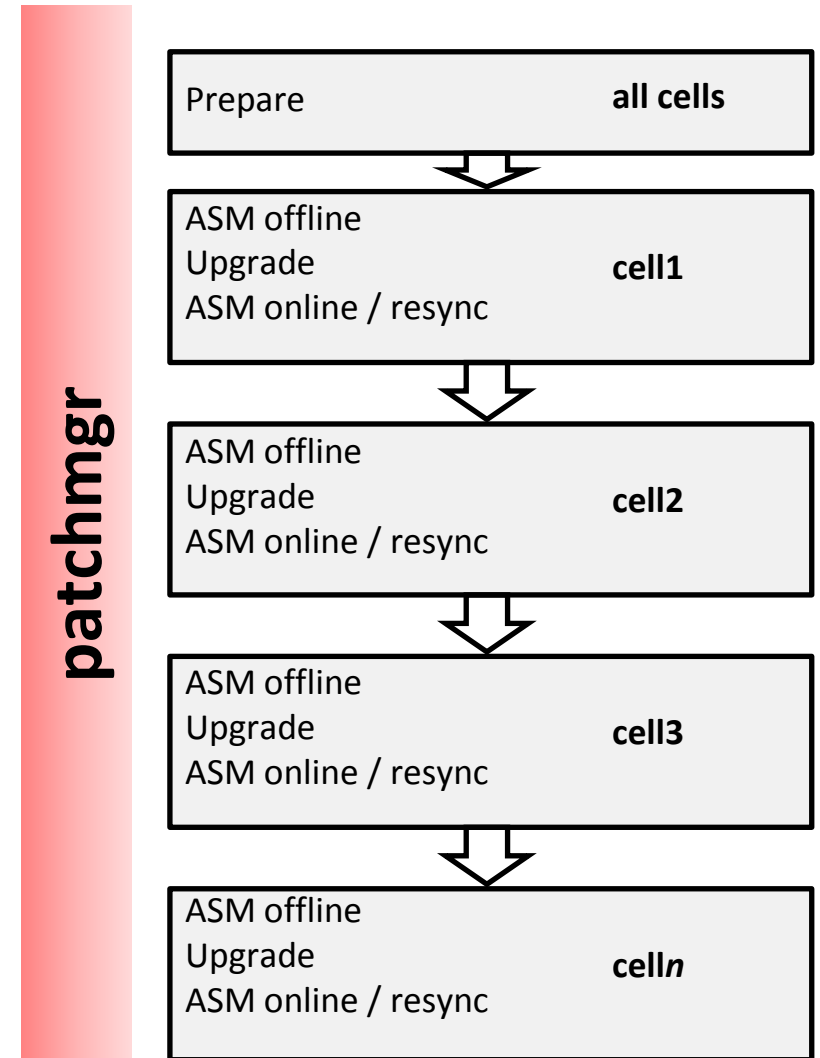 patchmgr
Prepare all cells
ASM offline
Upgrade cell1
ASM online / resync
ASM offline
Upgrade cell2
ASM online / resync
ASM offline
Upgrade cell3
ASM online / resync
ASM offline
Upgrade celln
ASM online / resync